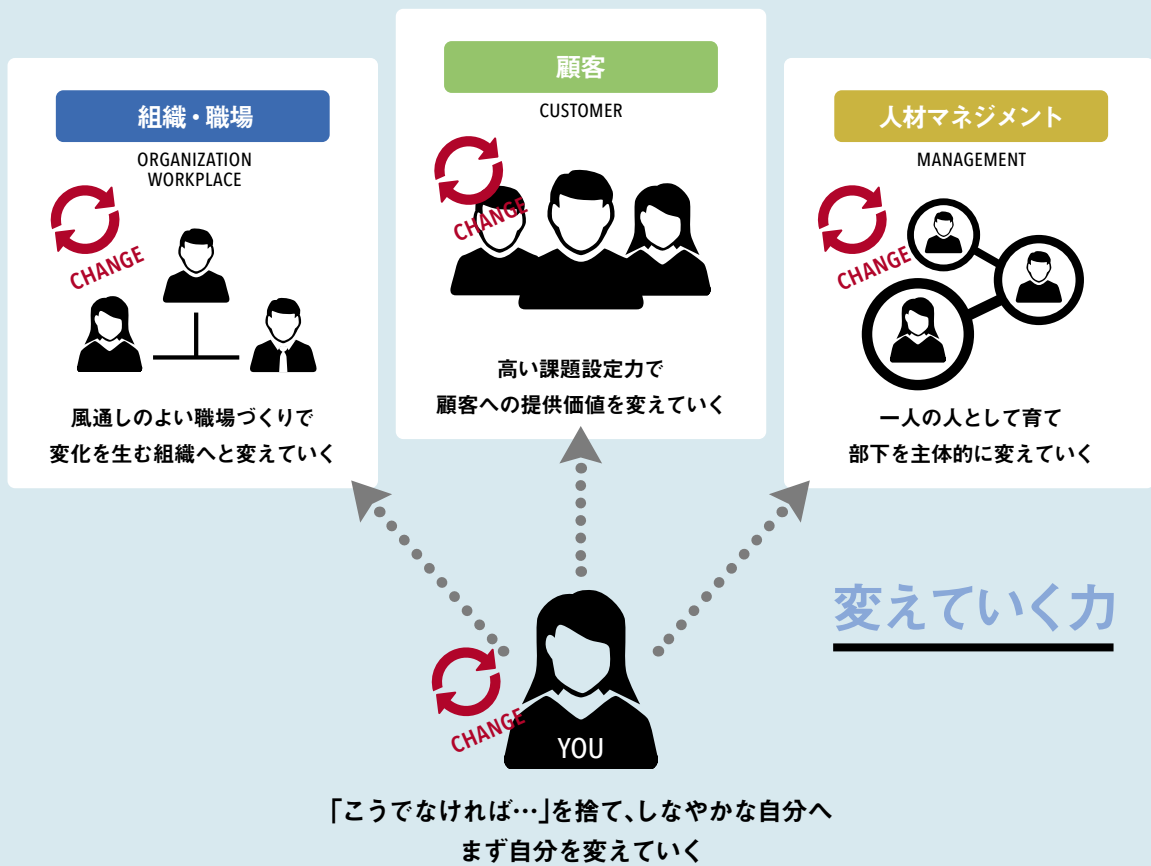 組織・職場
ORGANIZATION
WORKPLACE
CHANGE
風通しのよい職場づくりで
変化を生む組織へと変えていく
顧客
CUSTOMER
CHANGE
高い課題設定力で
顧客への提供価値を変えていく
人材マネジメント
MANAGEMENT
CHANGE
一人の人として育て
部下を主体的に変えていく
変えていく力
CHANGE
YOU
「こうでなければ…」を捨て、しなやかな自分へ
まず自分を変えていく